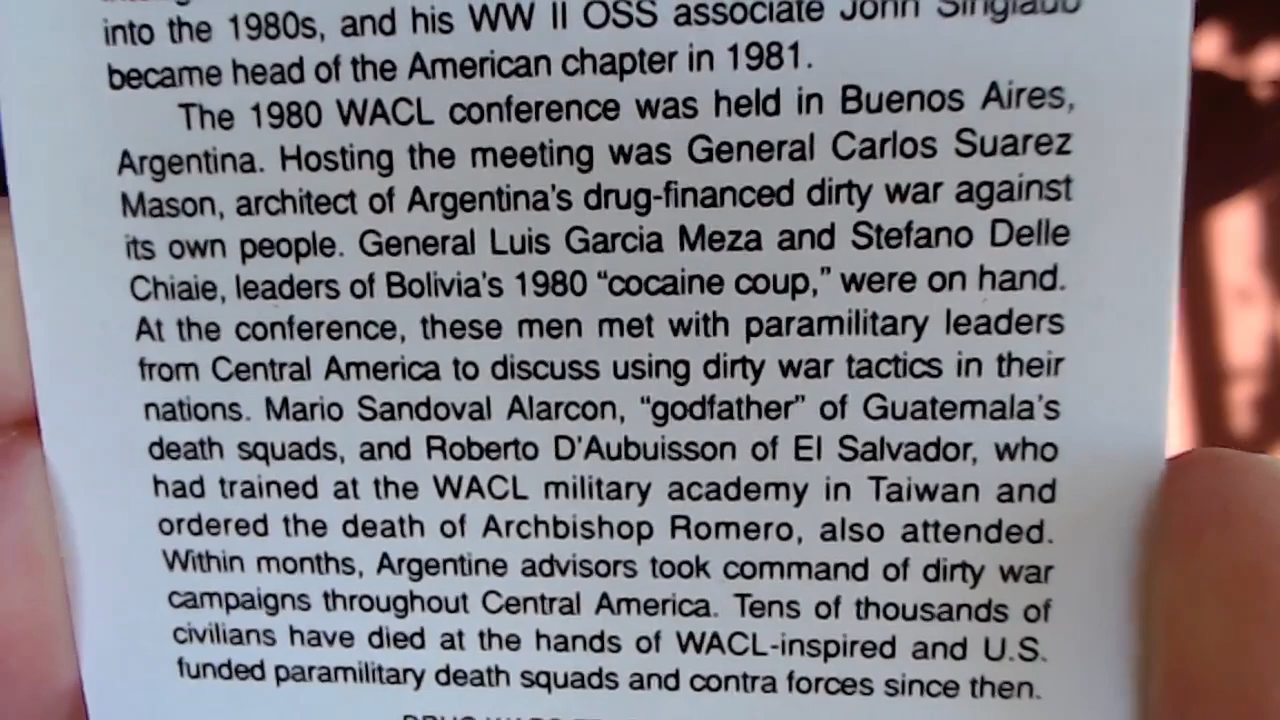 into the 1980s, and his WW II OSS associate John Singlaub
became head of the American chapter in 1981.
The 1980 WACL conference was held in Buenos Aires,
Argentina. Hosting the meeting was General Carlos Suarez
Mason, architect of Argentina's drug-financed dirty war against
its own people. General Luis Garcia Meza and Stefano Delle
Chiaie, leaders of Bolivia's 1980 “cocaine coup,” were on hand.
At the conference, these men met with paramilitary leaders
from Central America to discuss using dirty war tactics in their
nations. Mario Sandoval Alarcon, “godfather” of Guatemala's
death squads, and Roberto D'Aubuisson of El Salvador, who
had trained at the WACL military academy in Taiwan and
ordered the death of Archbishop Romero, also attended.
Within months, Argentine advisors took command of dirty war
campaigns throughout Central America. Tens of thousands of
civilians have died at the hands of WACL-inspired and U.S.
funded paramilitary death squads and contra forces since then.